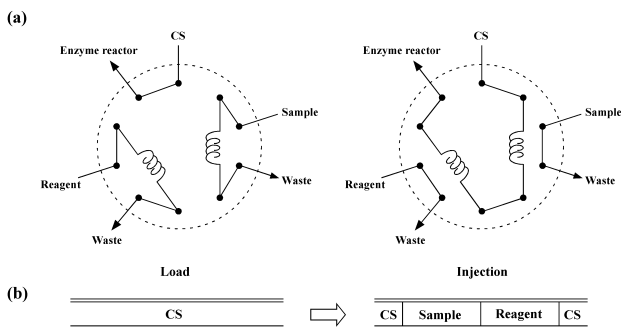 (a)
CS CS
Enzyme reactor Enzyme reactor
Sample Sample
Reagent Waste Reagent Waste
Waste Waste
Load Injection
(b)
CS CS Sample Reagent CS